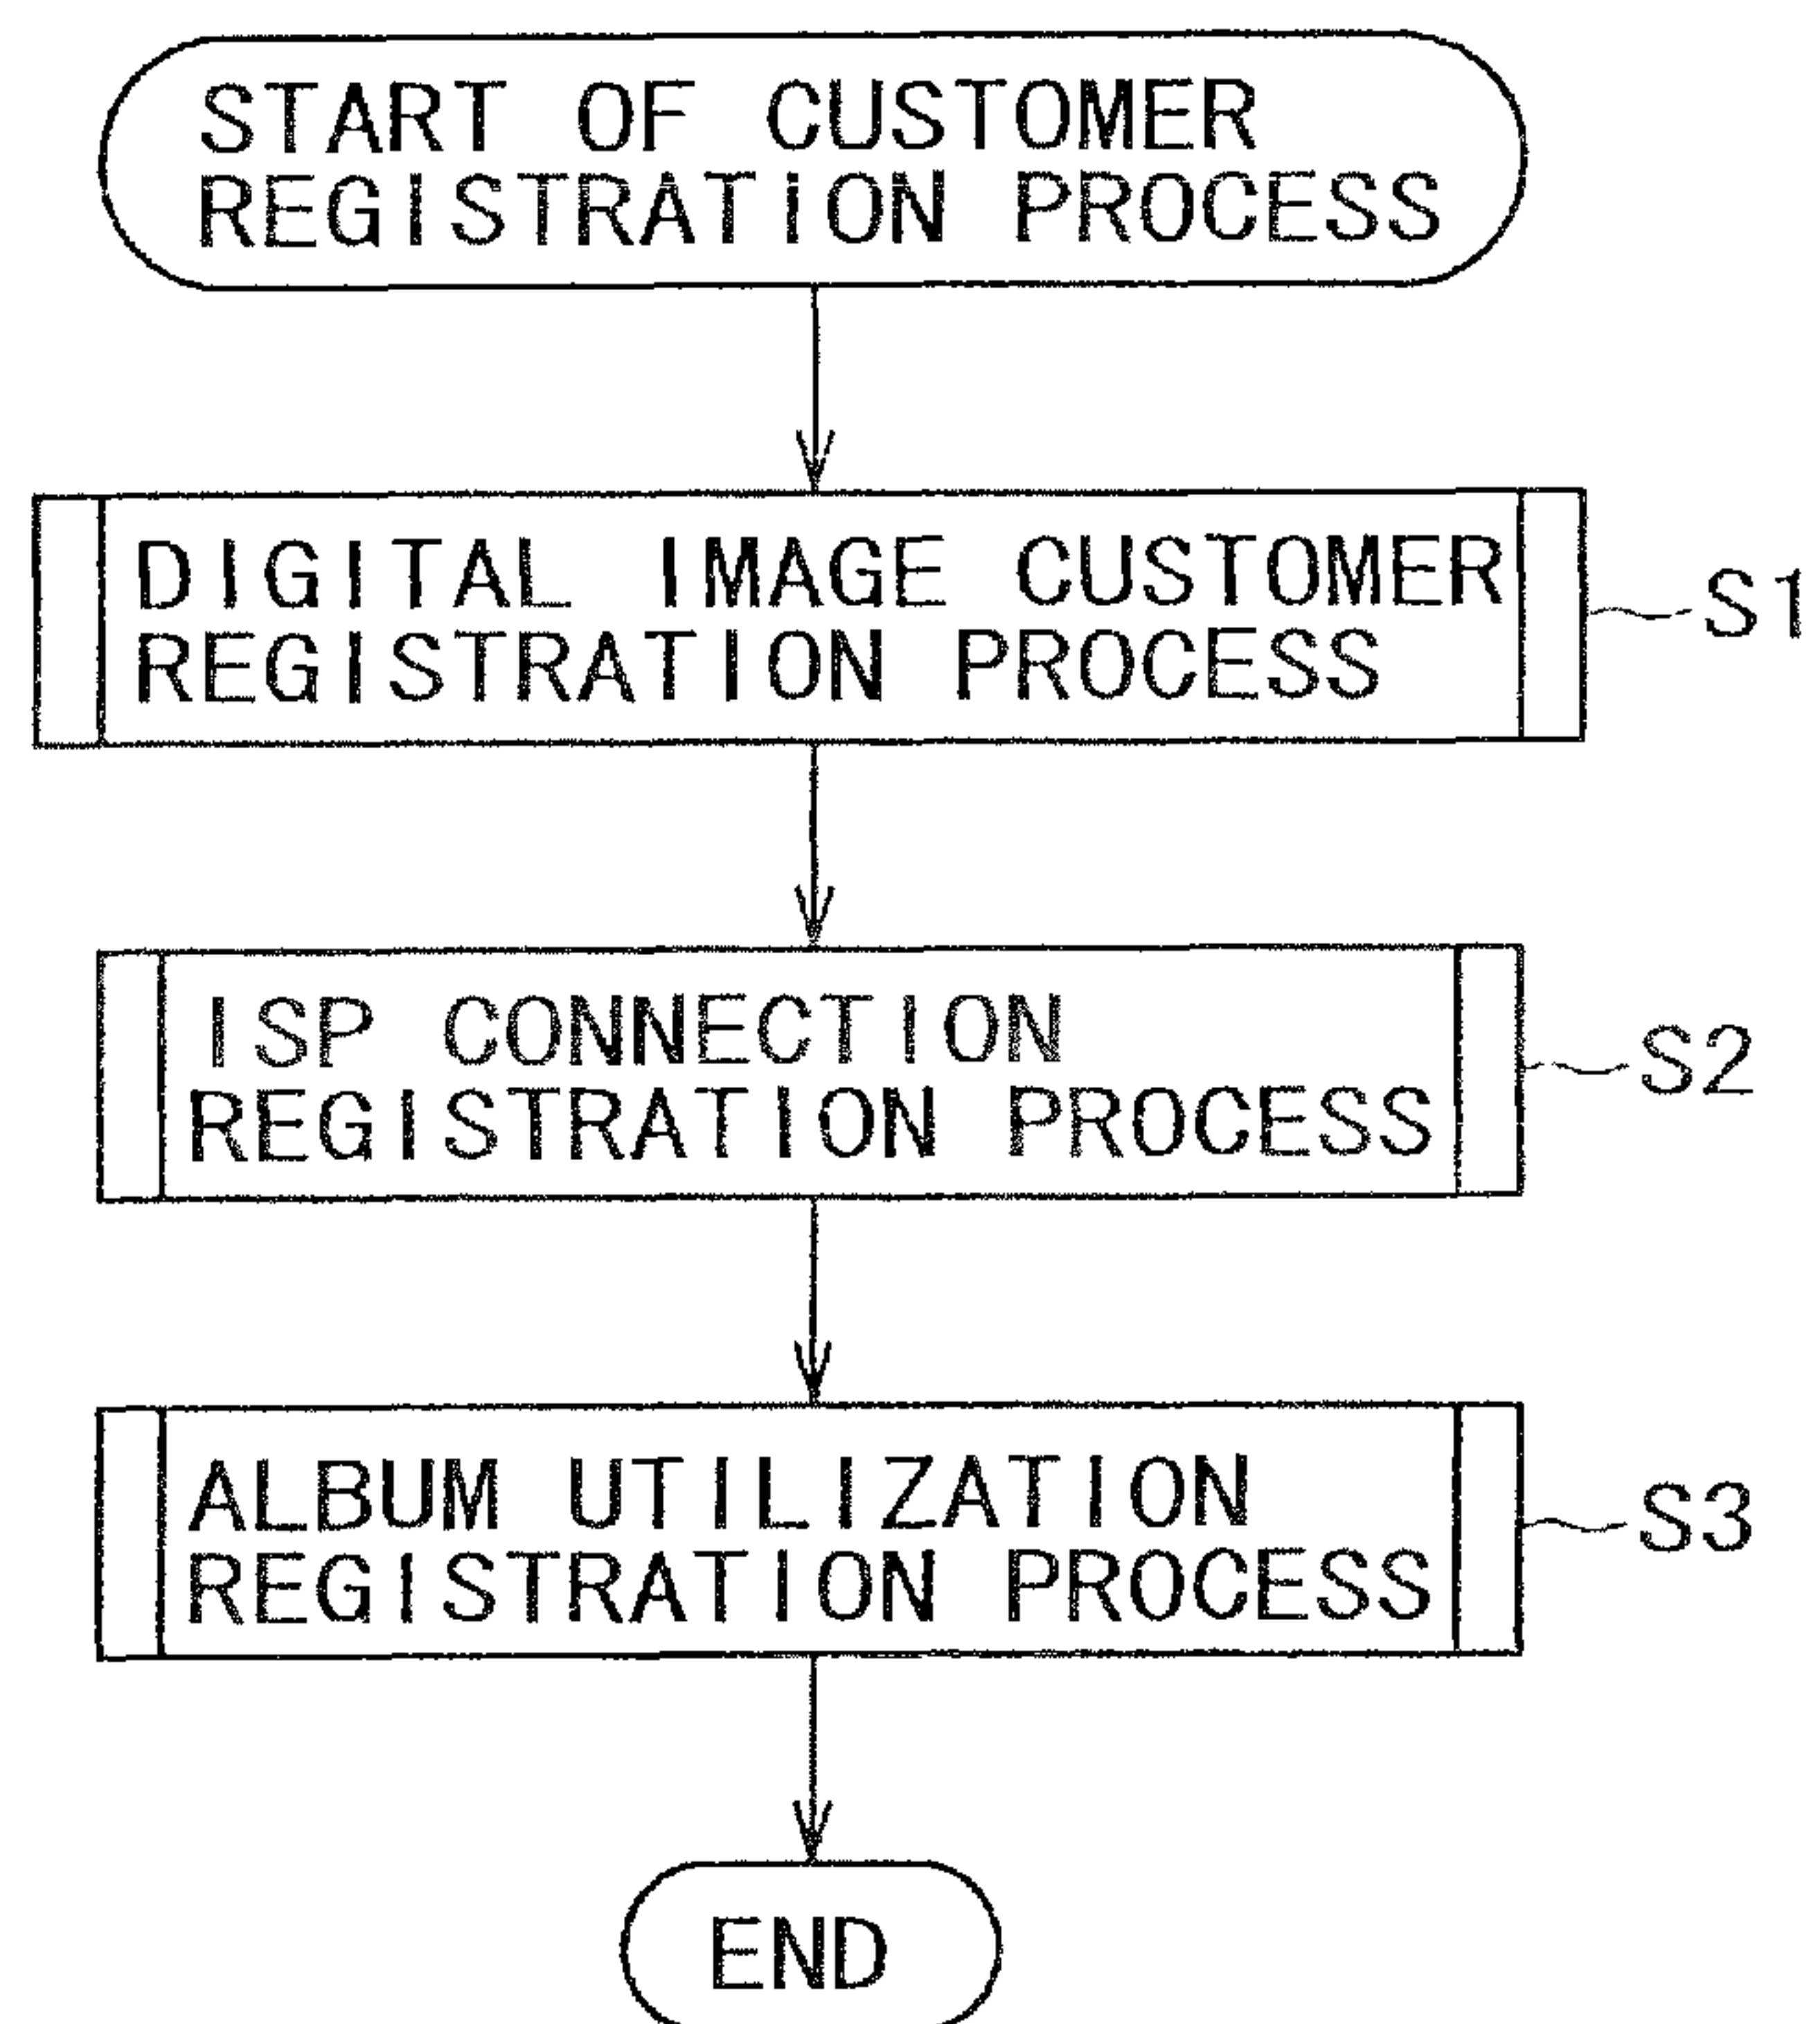 START OF CUSTOMER
REGISTRATION PROCESS
DIGITAL IMAGE CUSTOMER
REGISTRATION PROCESS
S1
ISP CONNECTION
REGISTRATION PROCESS
S2
ALBUM UTILIZATION
REGISTRATION PROCESS
S3
END